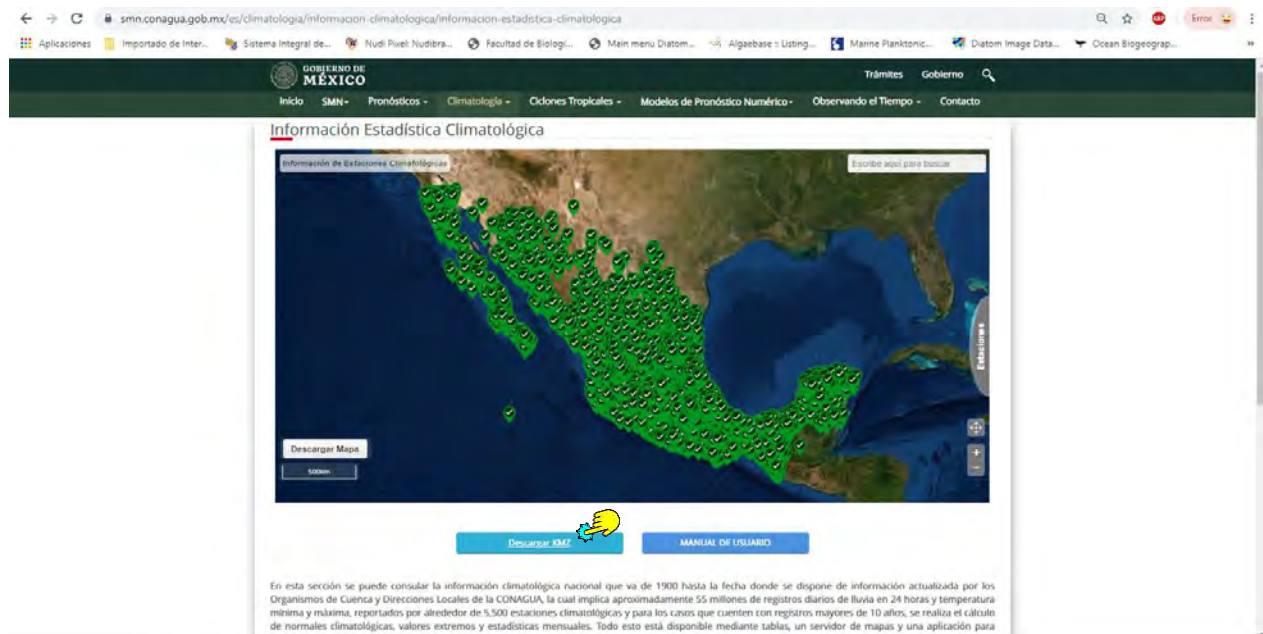 smn.conagua.gob.mx/es/climatologia/informacion-climatologica/informacion-estadistica-climatologica
Error
Aplicaciones Importado de Inter... Sistema Integral de... Nudi Pixel: Nudibra... Facultad de Biologí... Main menu Diatom... Algaebase :: Listing... Marine Planktonic... Diatom Image Data... Ocean Biogeograp...
GOBIERNO DE
MÉXICO
Trámites Gobierno
Inicio SMN Pronósticos Climatología Ciclones Tropicales Modelos de Pronóstico Numérico Observando el Tiempo Contacto
Información Estadística Climatológica
Información de Estaciones Climatológicas
Escribe aquí para buscar
Estaciones
Descargar Mapa
500km
+
-
Descargar KMZ
MANUAL DE USUARIO
En esta sección se puede consular la información climatológica nacional que va de 1900 hasta la fecha donde se dispone de información actualizada por los
Organismos de Cuenca y Direcciones Locales de la CONAGUA, la cual implica aproximadamente 55 millones de registros diarios de lluvia en 24 horas y temperatura
mínima y máxima, reportados por alrededor de 5,500 estaciones climatológicas y para los casos que cuenten con registros mayores de 10 años, se realiza el cálculo
de normales climatológicas, valores extremos y estadísticas mensuales. Todo esto está disponible mediante tablas, un servidor de mapas y una aplicación para